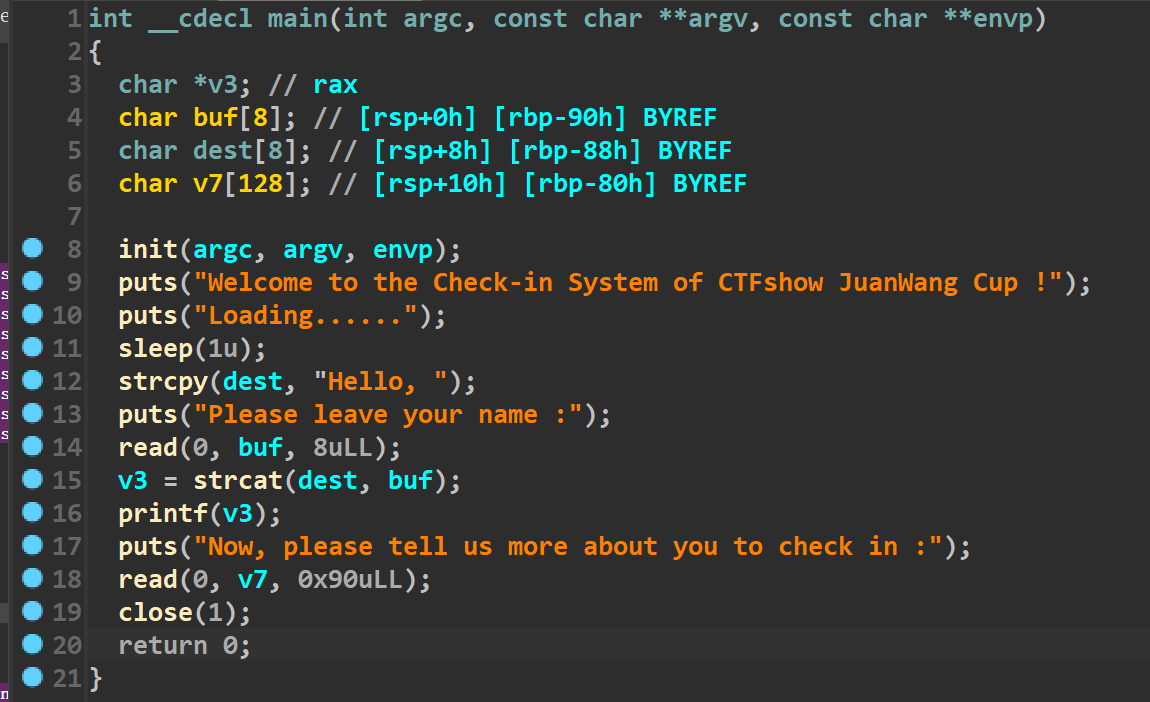 1 int __cdecl main(int argc, const char **argv, const char **envp)
2 {
3   char *v3; // rax
4   char buf[8]; // [rsp+0h] [rbp-90h] BYREF
5   char dest[8]; // [rsp+8h] [rbp-88h] BYREF
6   char v7[128]; // [rsp+10h] [rbp-80h] BYREF
7
8   init(argc, argv, envp);
9   puts("Welcome to the Check-in System of CTFshow JuanWang Cup !");
10   puts("Loading......");
11   sleep(1u);
12   strcpy(dest, "Hello, ");
13   puts("Please leave your name :");
14   read(0, buf, 8uLL);
15   v3 = strcat(dest, buf);
16   printf(v3);
17   puts("Now, please tell us more about you to check in :");
18   read(0, v7, 0x90uLL);
19   close(1);
20   return 0;
21 }